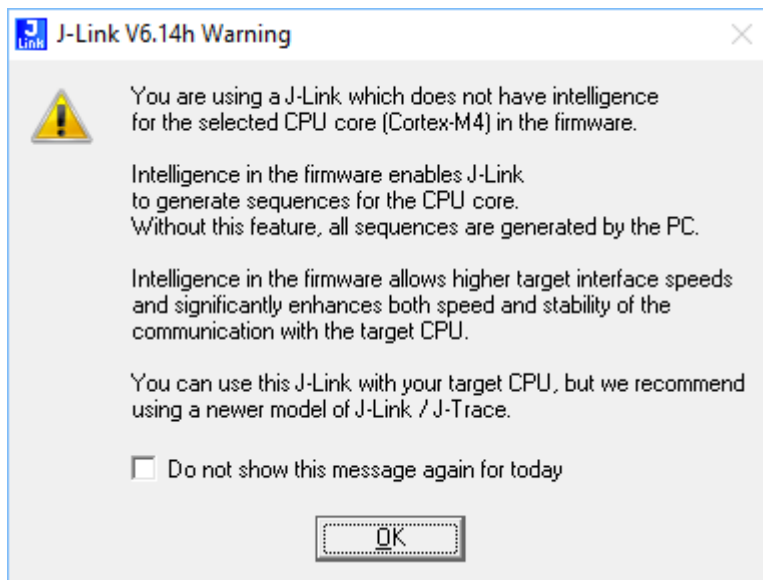 J-Link V6.14h Warning
You are using a J-Link which does not have intelligence
for the selected CPU core (Cortex-M4) in the firmware.
Intelligence in the firmware enables J-Link
to generate sequences for the CPU core.
Without this feature, all sequences are generated by the PC.
Intelligence in the firmware allows higher target interface speeds
and significantly enhances both speed and stability of the
communication with the target CPU.
You can use this J-Link with your target CPU, but we recommend
using a newer model of J-Link / J-Trace.
Do not show this message again for today
OK